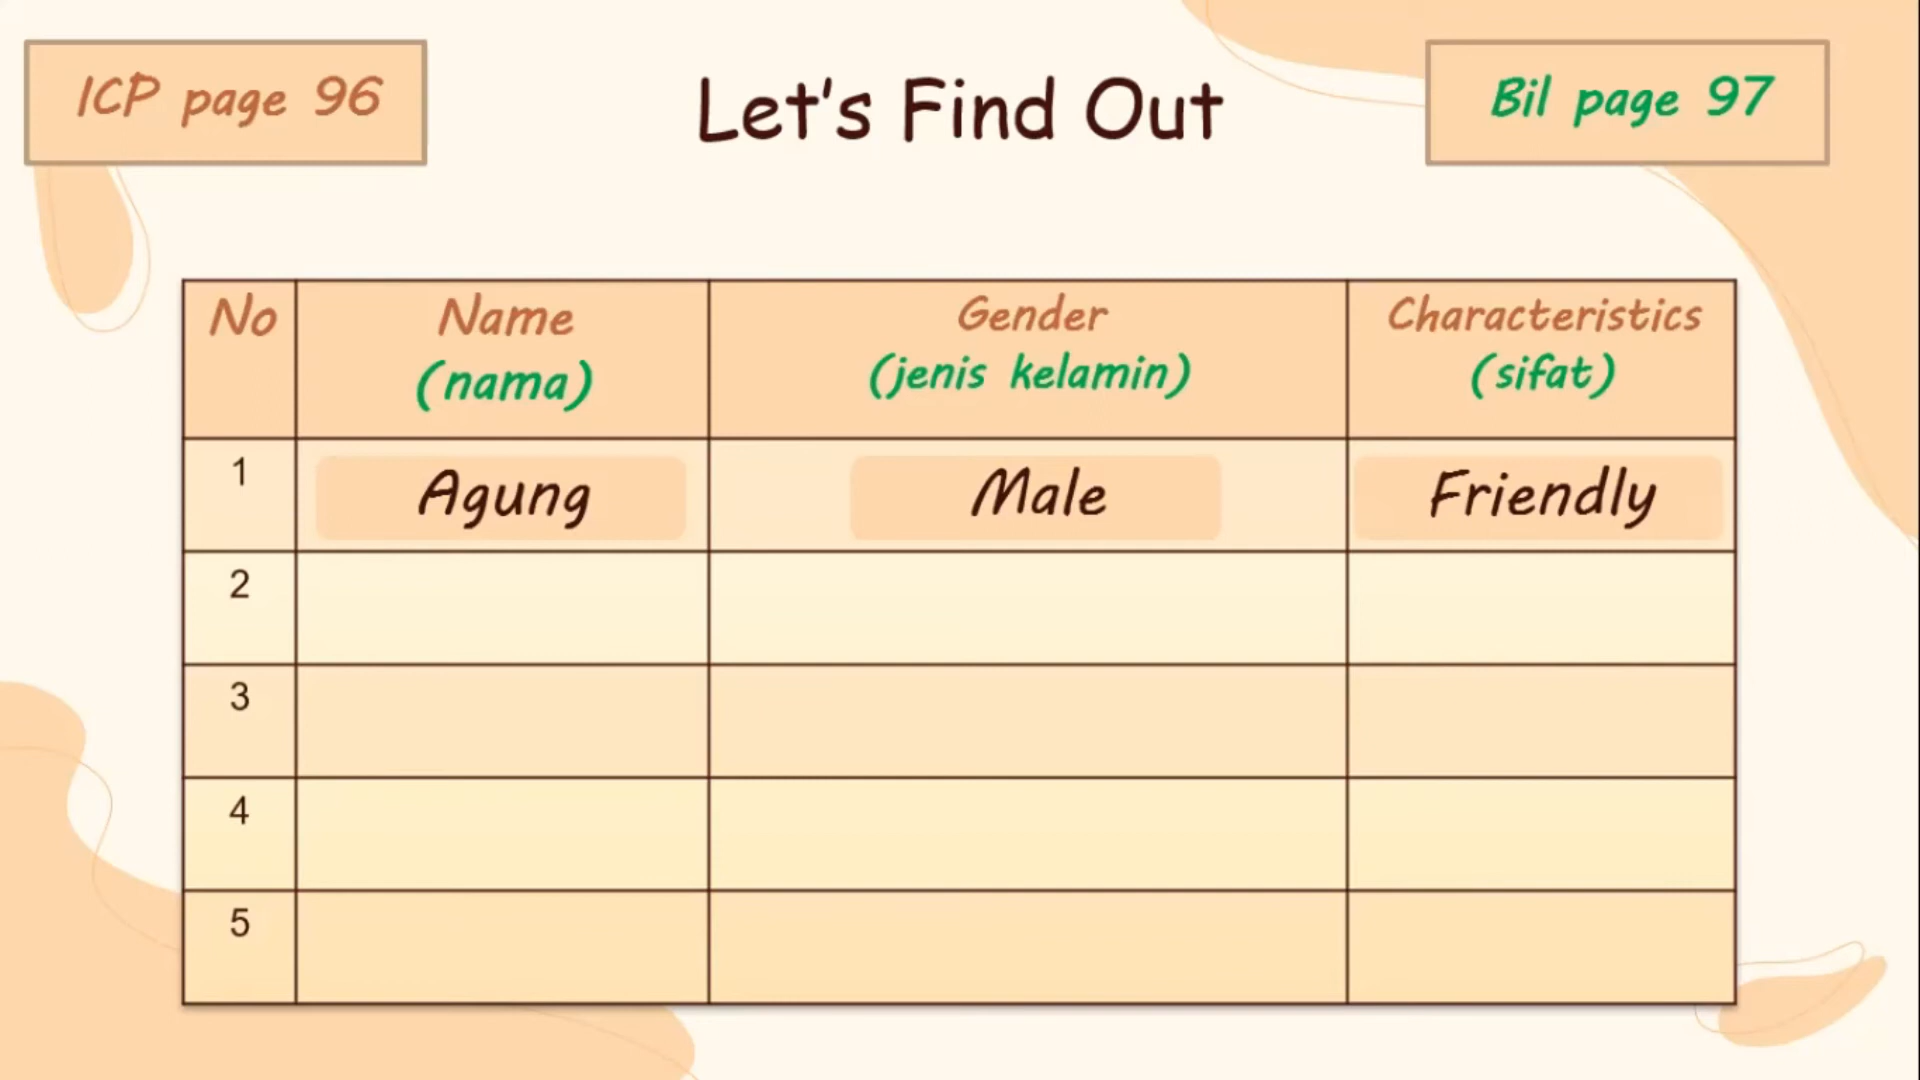 ICP page 96
Let's Find Out
Bil page 97
No
Name
(nama)
Gender
(jenis kelamin)
Characteristics
(sifat)
1
Agung
Male
Friendly
2
3
4
5